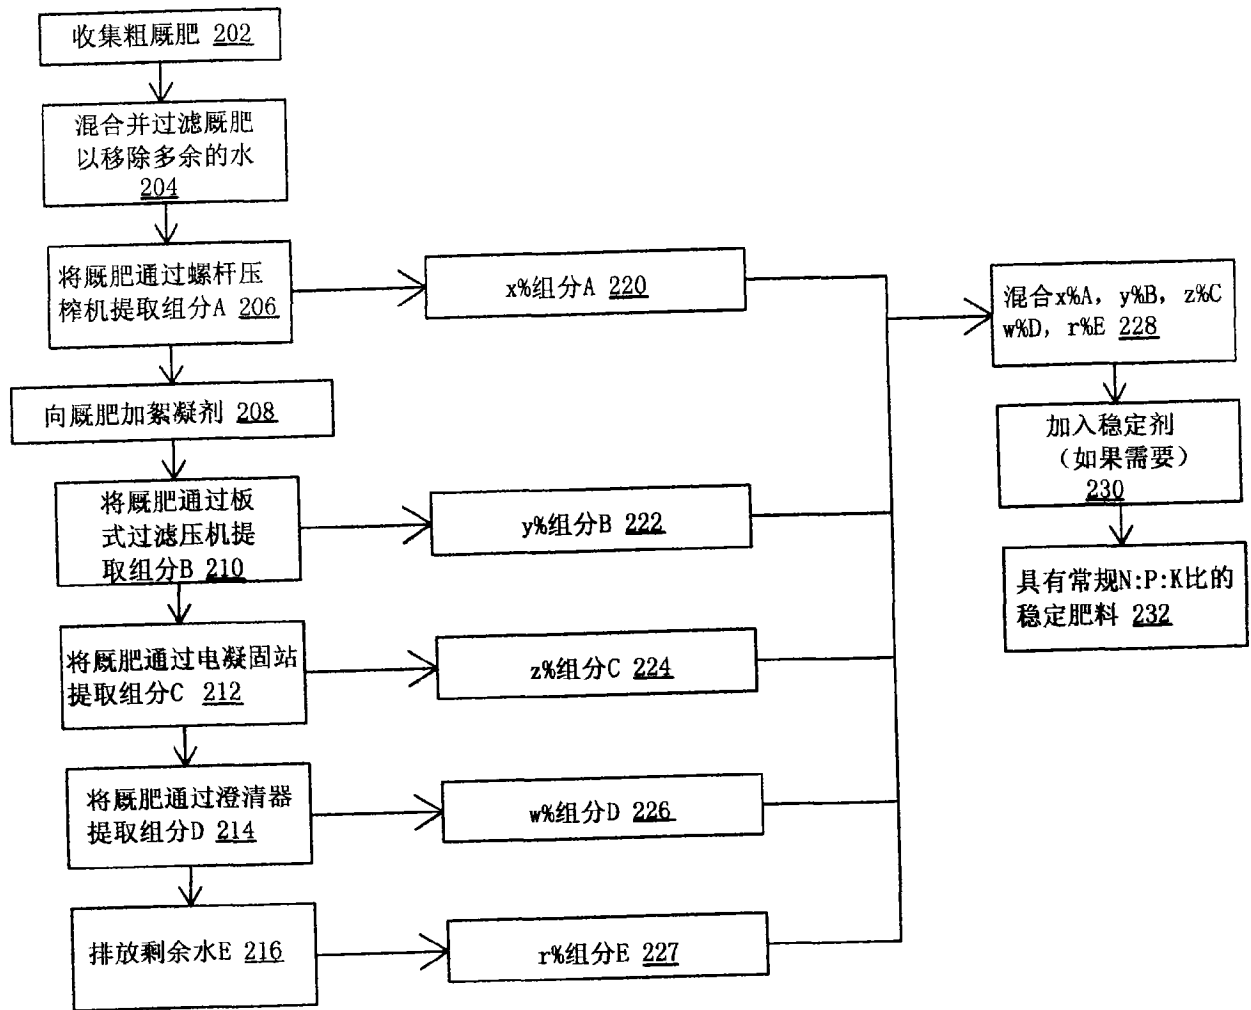 收集粗厩肥 202
混合并过滤厩肥
以移除多余的水
204
将厩肥通过螺杆压
榨机提取组分A 206
向厩肥加絮凝剂 208
将厩肥通过板
式过滤压机提
取组分B 210
将厩肥通过电凝固站
提取组分C 212
将厩肥通过澄清器
提取组分D 214
排放剩余水E 216
x%组分A 220
y%组分B 222
z%组分C 224
w%组分D 226
r%组分E 227
混合x%A, y%B, z%C
w%D, r%E 228
加入稳定剂
(如果需要)
230
具有常规N:P:K比的
稳定肥料 232